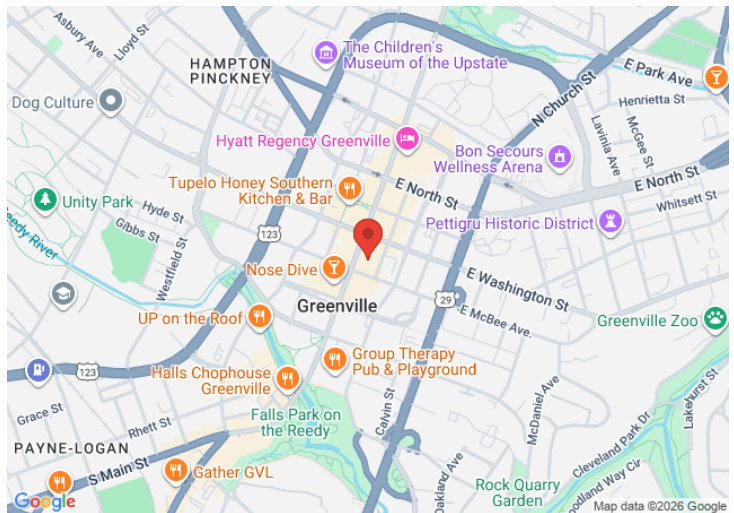 Asbury Ave
Lloyd St
HAMPTON
PINCKNEY
The Children's
Museum of the Upstate
E Park Ave
N Church St
Henrietta St
Dog Culture
Lavinia Ave
McGee St
Hyatt Regency Greenville
Bon Secours
Wellness Arena
Tupelo Honey Southern
Kitchen & Bar
E North St
E North St
Unity Park
Hyde St
Gibbs St
Westfield St
Whitsett St
Pettigru Historic District
123
Nose Dive
E Washington St
Greenville
29
E McBee Ave.
UP on the Roof
Greenville Zoo
123
Halls Chophouse
Greenville
Group Therapy
Pub & Playground
Grace St
Rhett St
Falls Park on
the Reedy
Calvin St
McDaniel Ave
Lakehurst St
Cleveland Park Dr.
PAYNE-LOGAN
S Main St
Gather GVL
Oakland Ave
Rock Quarry
Garden
oodland Way Cir
Google
Map data ©2026 Google
eedy River